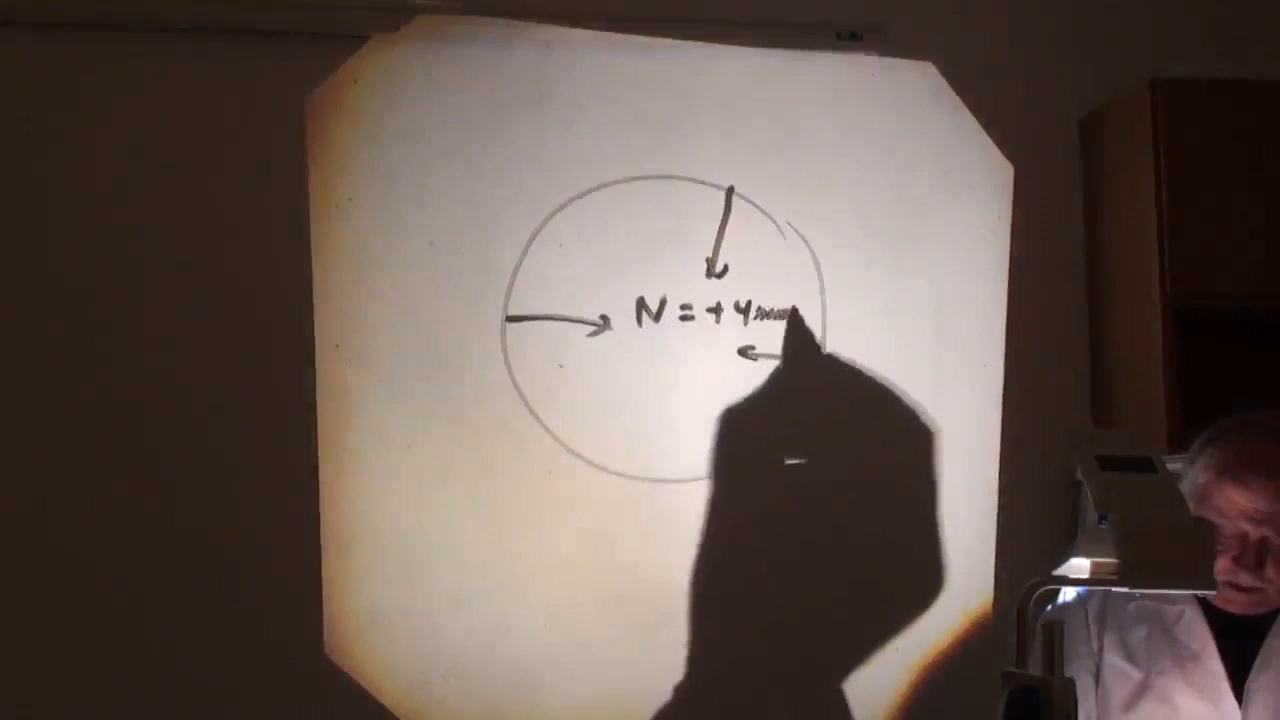 N = +4